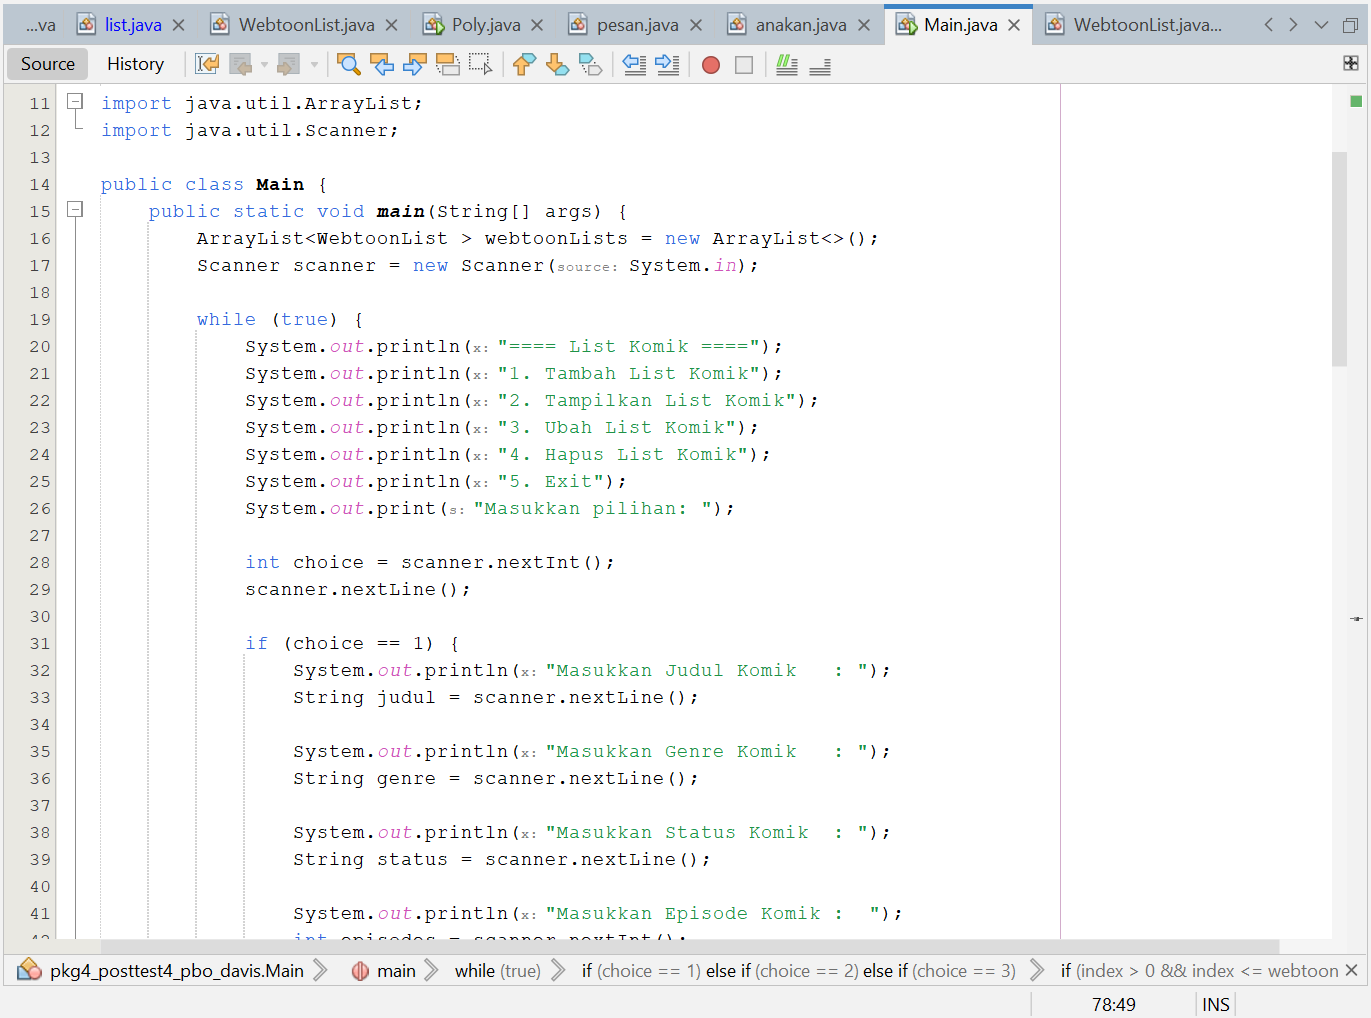 ...va list.java WebtoonList.java Poly.java pesan.java anakan.java Main.java WebtoonList.java...
Source History
11 import java.util.ArrayList;
12 import java.util.Scanner;
13
14 public class Main {
15 public static void main(String[] args) {
16 ArrayList<WebtoonList > webtoonLists = new ArrayList<>();
17 Scanner scanner = new Scanner(source: System.in);
18
19 while (true) {
20 System.out.println(x: "==== List Komik ====");
21 System.out.println(x: "1. Tambah List Komik");
22 System.out.println(x: "2. Tampilkan List Komik");
23 System.out.println(x: "3. Ubah List Komik");
24 System.out.println(x: "4. Hapus List Komik");
25 System.out.println(x: "5. Exit");
26 System.out.print(s: "Masukkan pilihan: ");
27
28 int choice = scanner.nextInt();
29 scanner.nextLine();
30
31 if (choice == 1) {
32 System.out.println(x: "Masukkan Judul Komik   : ");
33 String judul = scanner.nextLine();
34
35 System.out.println(x: "Masukkan Genre Komik   : ");
36 String genre = scanner.nextLine();
37
38 System.out.println(x: "Masukkan Status Komik  : ");
39 String status = scanner.nextLine();
40
41 System.out.println(x: "Masukkan Episode Komik :  ");
42 int episodes = scanner.nextInt();
pkg4_posttest4_pbo_davis.Main main while (true) if (choice == 1) else if (choice == 2) else if (choice == 3) if (index > 0 && index <= webtoon
78:49 INS